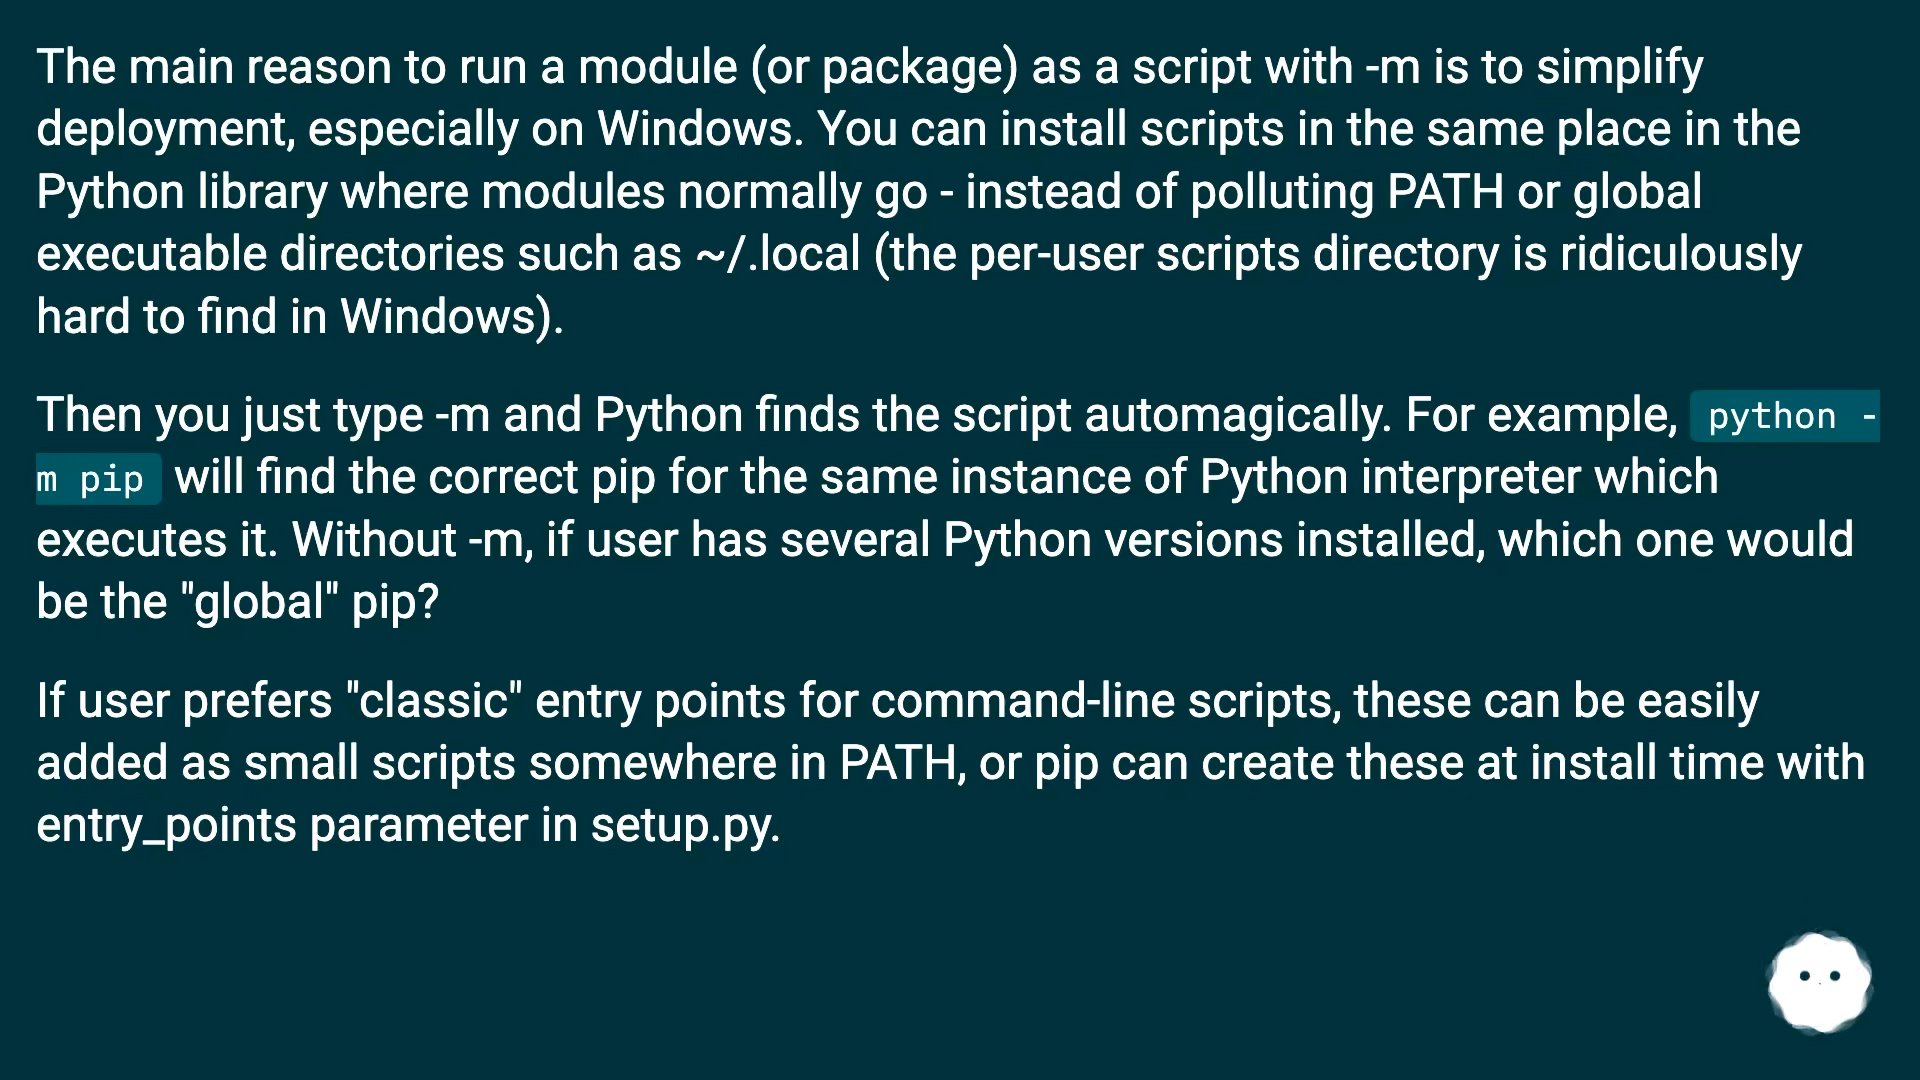 The main reason to run a module (or package) as a script with -m is to simplify
deployment, especially on Windows. You can install scripts in the same place in the
Python library where modules normally go - instead of polluting PATH or global
executable directories such as ~/.local (the per-user scripts directory is ridiculously
hard to find in Windows).
Then you just type -m and Python finds the script automagically. For example, python -
m pip will find the correct pip for the same instance of Python interpreter which
executes it. Without -m, if user has several Python versions installed, which one would
be the "global" pip?
If user prefers "classic" entry points for command-line scripts, these can be easily
added as small scripts somewhere in PATH, or pip can create these at install time with
entry_points parameter in setup.py.